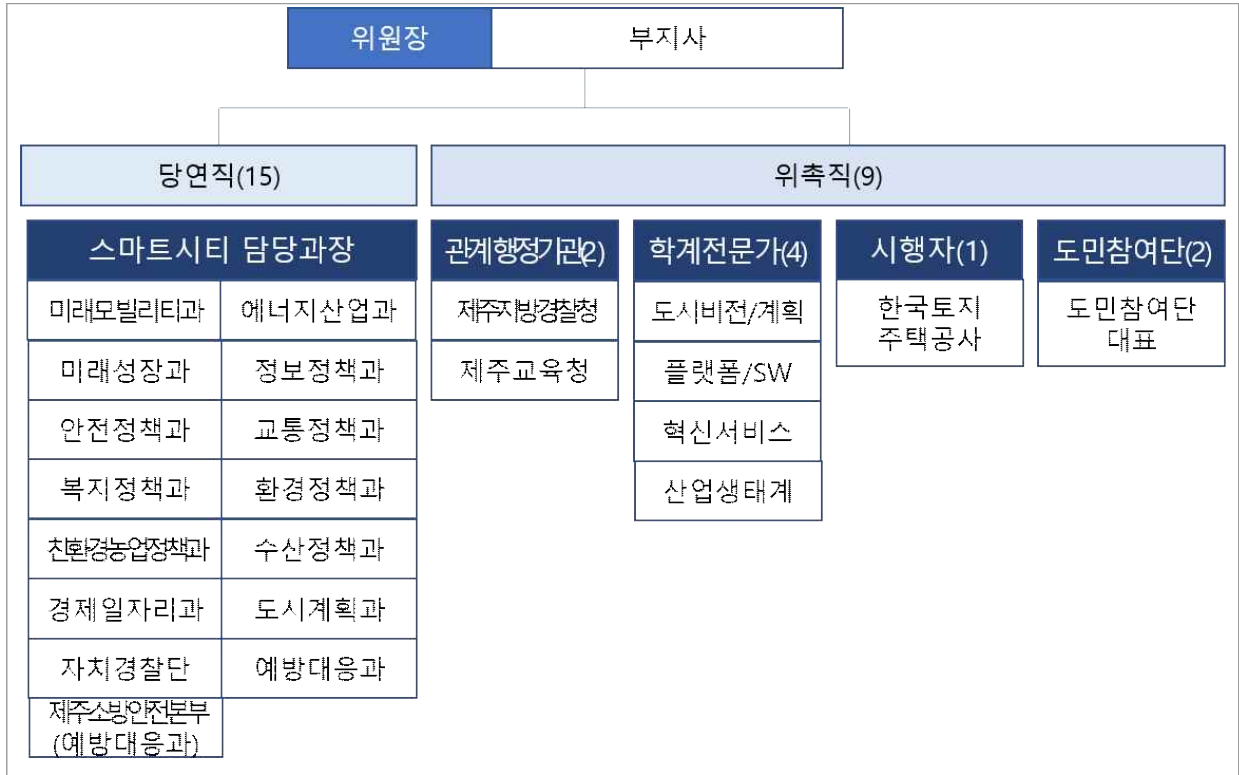 위원장 부지사
당연직(15) 위촉직(9)
스마트시티 담당과장 관계행정기관(2) 학계전문가(4) 시행자(1) 도민참여단(2)
미래모빌리티과 에너지산업과 제주지방경찰청 도시비전/계획 한국토지 도민참여단
주택공사 대표
미래성장과 정보정책과 제주교육청 플랫폼/SW
안전정책과 교통정책과 혁신서비스
복지정책과 환경정책과 산업생태계
친환경농업정책과 수산정책과
경제일자리과 도시계획과
자치경찰단 예방대응과
제주소방안전본부
(예방대응과)